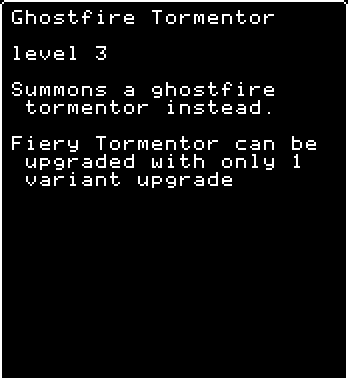 Ghostfire Tormentor
level 3
Summons a ghostfire
tormentor instead.
Fiery Tormentor can be
upgraded with only 1
variant upgrade